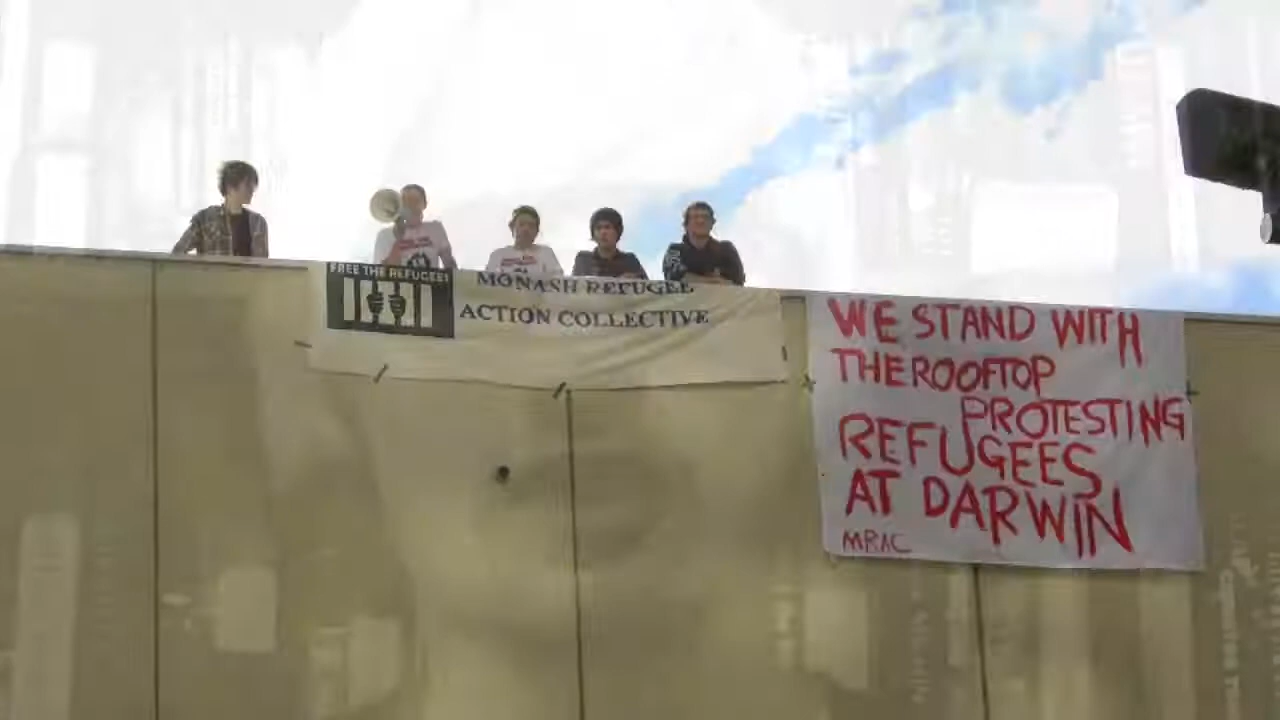 FREE THE REFUGEES
MONASH REFUGEE
ACTION COLLECTIVE
WE STAND WITH
THE ROOFTOP
PROTESTING
REFUGEES
AT DARWIN
MRAC